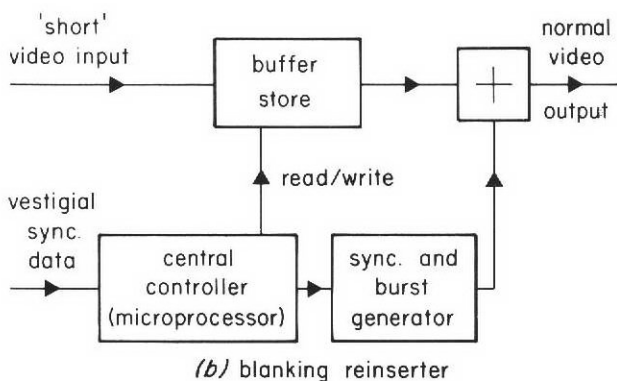 'short'
video input
buffer
store
+
normal
video
output
read/write
vestigial
sync.
data
central
controller
(microprocessor)
sync. and
burst
generator
(b) blanking reinserter